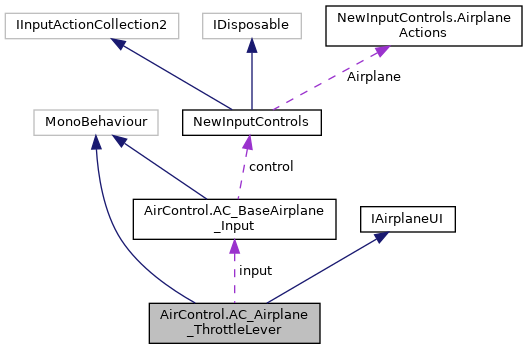 IInputActionCollection2
IDisposable
NewInputControls.Airplane
Actions
Airplane
MonoBehaviour
NewInputControls
control
AirControl.AC_BaseAirplane
_Input
IAirplaneUI
input
AirControl.AC_Airplane
_ThrottleLever